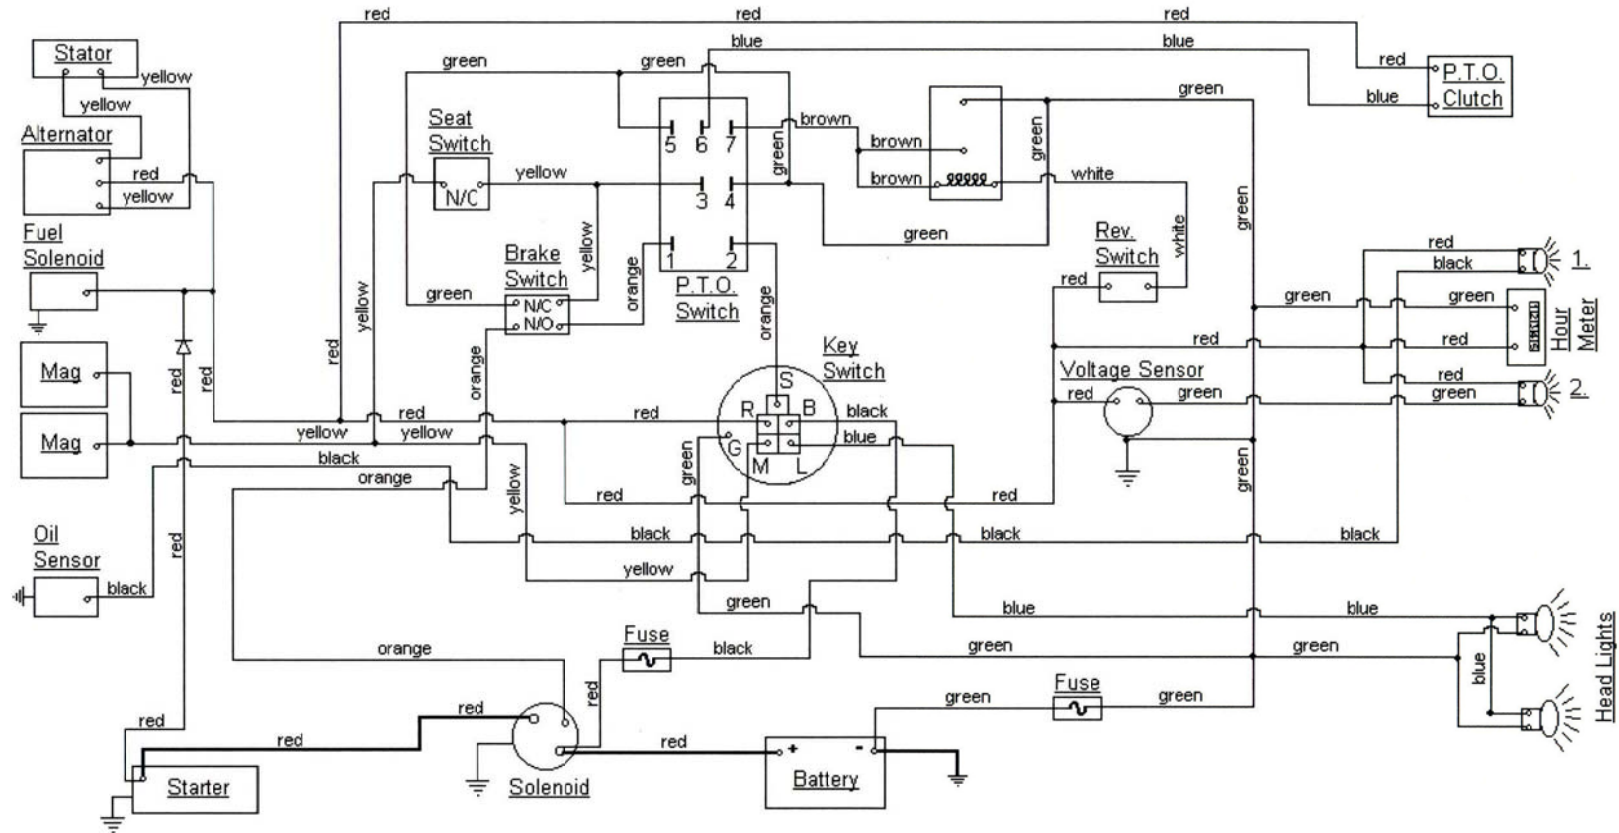 red red red
blue blue
Stator
yellow
green green
red
P.T.O.
yellow
green
blue
Clutch
Alternator
Seat
Switch
brown
5 6 7
green
brown
green
red
yellow
brown
white
yellow
N/C
3 4
Fuel
Solenoid
Brake
Switch
yellow
green
green
white
Rev.
Switch
red
1.
black
1 2
orange
P.T.O.
Switch
orange
green
N/C
N/O
yellow
red
green green
Hour
Meter
red
Key
Switch
red red
Mag
red
red
orange
Voltage Sensor
S
red
green
red
green
2.
R B
red red
black
yellow yellow
blue
Mag
G
M L
black
green
green
orange
yellow
red red
Oil
Sensor
red
black black black
yellow
black
green
blue blue
Head Lights
Fuse
orange
black
green green
blue
red
Fuse
green green
red
red
red
red
+ -
Starter
Solenoid
Battery